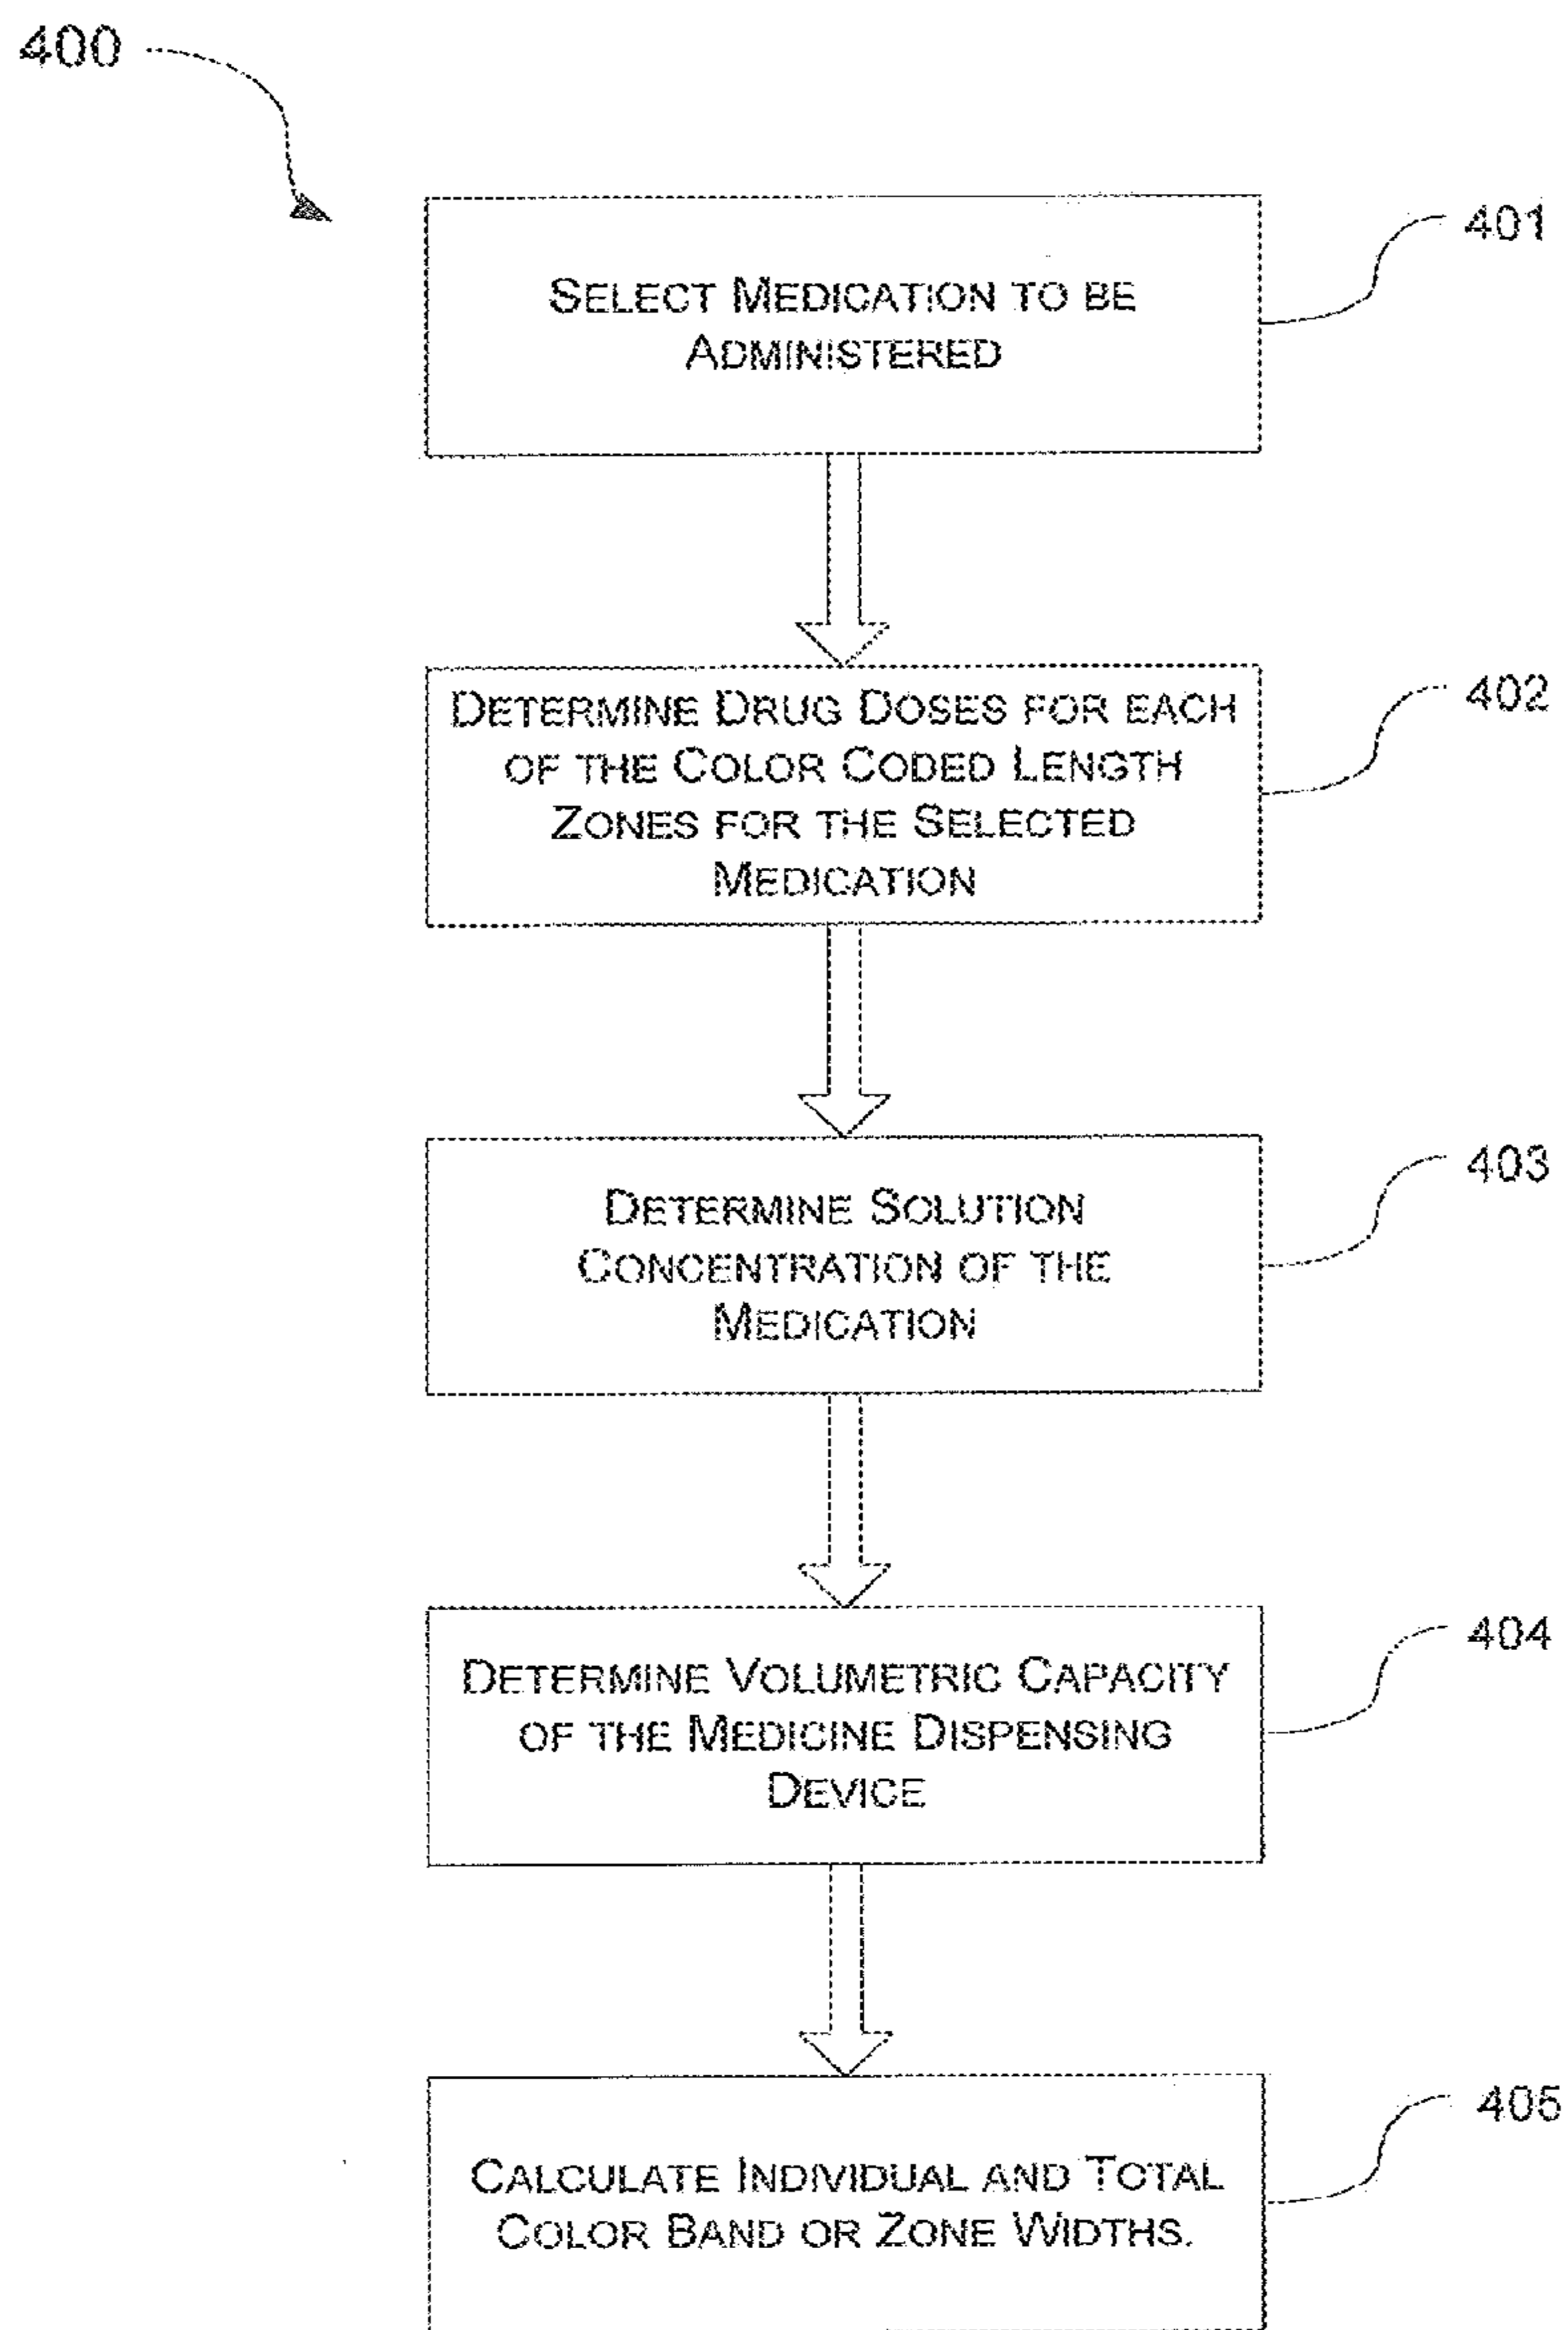 400
SELECT MEDICATION TO BE
ADMINISTERED
401
DETERMINE DRUG DOSES FOR EACH
OF THE COLOR CODED LENGTH
ZONES FOR THE SELECTED
MEDICATION
402
DETERMINE SOLUTION
CONCENTRATION OF THE
MEDICATION
403
DETERMINE VOLUMETRIC CAPACITY
OF THE MEDICINE DISPENSING
DEVICE
404
CALCULATE INDIVIDUAL AND TOTAL
COLOR BAND OR ZONE WIDTHS.
405